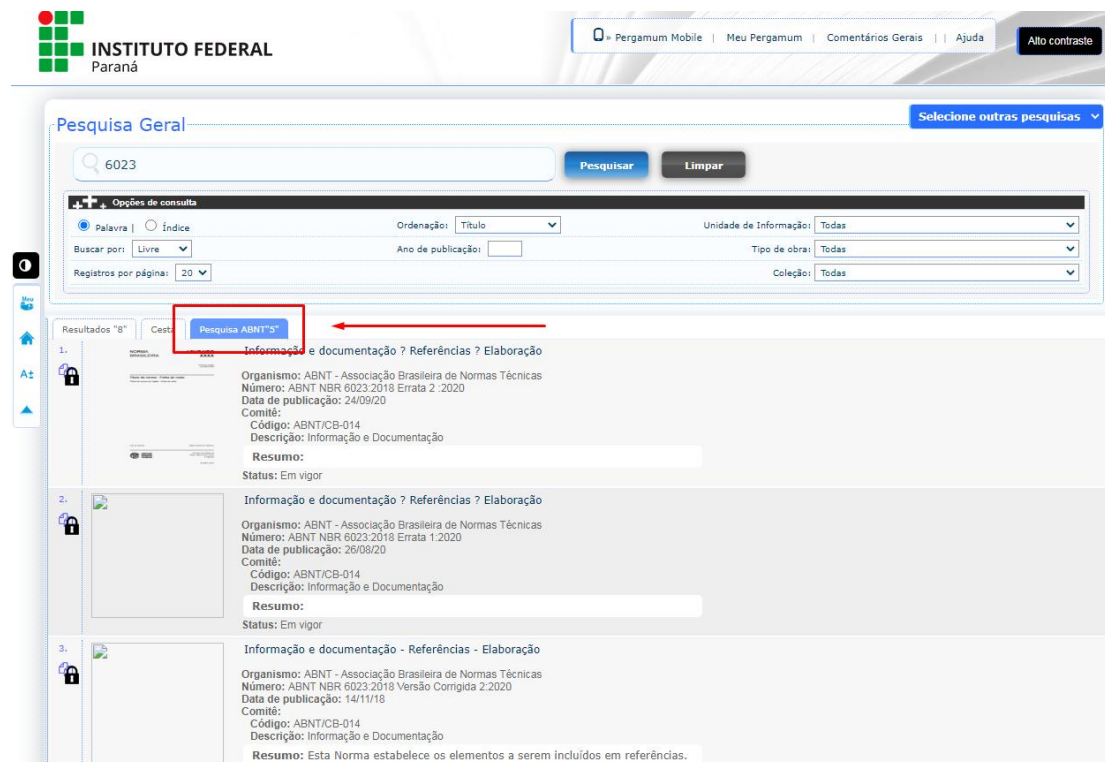 INSTITUTO FEDERAL
Paraná
» Pergamum Mobile | Meu Pergamum | Comentários Gerais | | Ajuda
Alto contraste
Pesquisa Geral
Selecione outras pesquisas
6023
Pesquisar
Limpar
Opções de consulta
Palavra | Índice
Ordenação: Título
Unidade de Informação: Todas
Buscar por: Livre
Ano de publicação:
Tipo de obra: Todas
Registros por página: 20
Coleção: Todas
Meu
A±
Resultados "8"
Cesta
Pesquisa ABNT"5"
1.
NORMA
BRASILEIRA
Informação e documentação ? Referências ? Elaboração
Organismo: ABNT - Associação Brasileira de Normas Técnicas
Número: ABNT NBR 6023:2018 Errata 2 :2020
Data de publicação: 24/09/20
Comitê:
Código: ABNT/CB-014
Descrição: Informação e Documentação
Resumo:
Status: Em vigor
2.
Informação e documentação ? Referências ? Elaboração
Organismo: ABNT - Associação Brasileira de Normas Técnicas
Número: ABNT NBR 6023:2018 Errata 1:2020
Data de publicação: 26/08/20
Comitê:
Código: ABNT/CB-014
Descrição: Informação e Documentação
Resumo:
Status: Em vigor
3.
Informação e documentação - Referências - Elaboração
Organismo: ABNT - Associação Brasileira de Normas Técnicas
Número: ABNT NBR 6023:2018 Versão Corrigida 2:2020
Data de publicação: 14/11/18
Comitê:
Código: ABNT/CB-014
Descrição: Informação e Documentação
Resumo: Esta Norma estabelece os elementos a serem incluídos em referências.